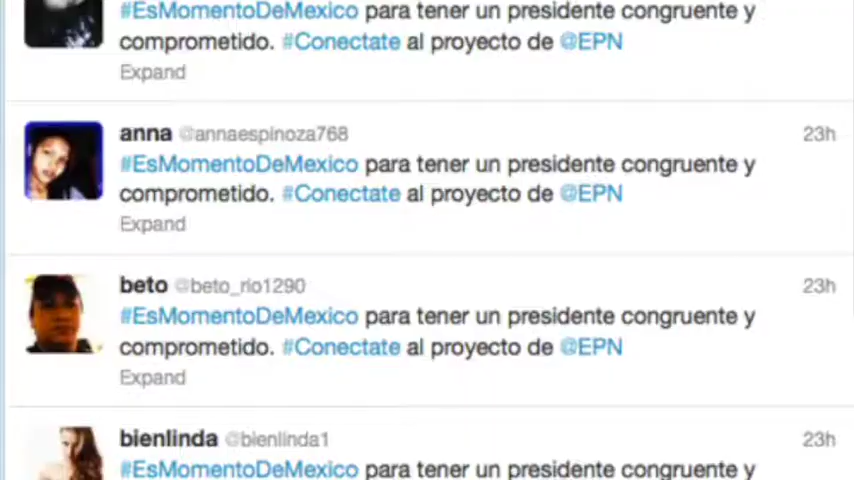 #EsMomentoDeMexico para tener un presidente congruente y
comprometido. #Conectate al proyecto de @EPN
Expand
anna @annaespinoza768 23h
#EsMomentoDeMexico para tener un presidente congruente y
comprometido. #Conectate al proyecto de @EPN
Expand
beto @beto_rio1290 23h
#EsMomentoDeMexico para tener un presidente congruente y
comprometido. #Conectate al proyecto de @EPN
Expand
bienlinda @bienlinda1 23h
#EsMomentoDeMexico para tener un presidente congruente y